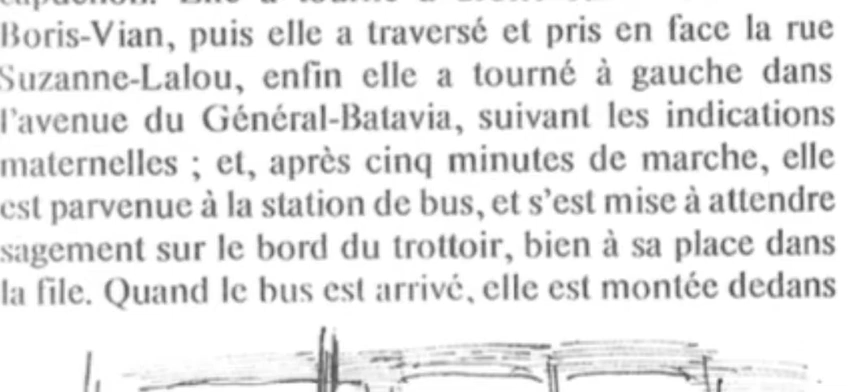 Boris-Vian, puis elle a traversé et pris en face la rue
Suzanne-Lalou, enfin elle a tourné à gauche dans
l'avenue du Général-Batavia, suivant les indications
maternelles ; et, après cinq minutes de marche, elle
est parvenue à la station de bus, et s'est mise à attendre
sagement sur le bord du trottoir, bien à sa place dans
la file. Quand le bus est arrivé, elle est montée dedans